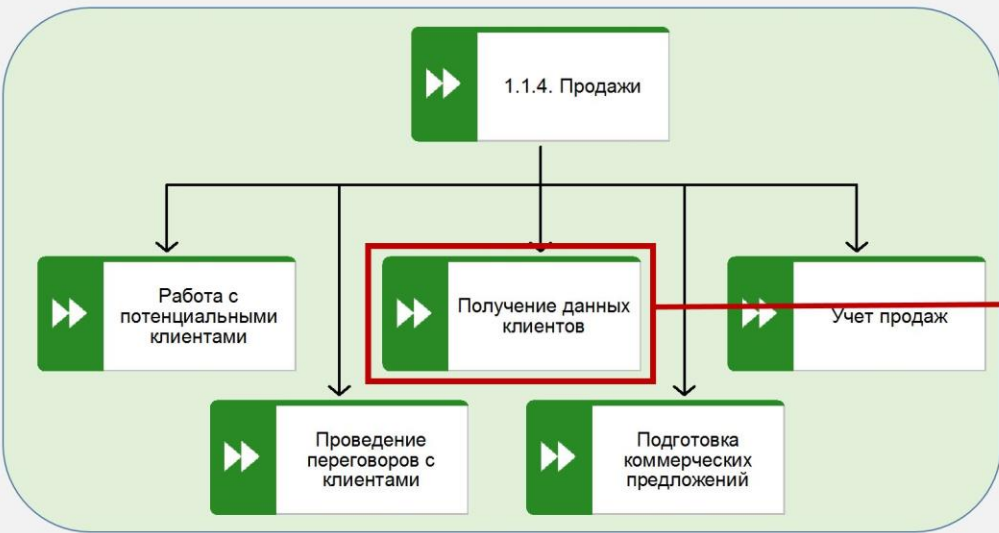 1.1.4. Продажи
Работа с
потенциальными
клиентами
Получение данных
клиентов
Учет продаж
Проведение
переговоров с
клиентами
Подготовка
коммерческих
предложений